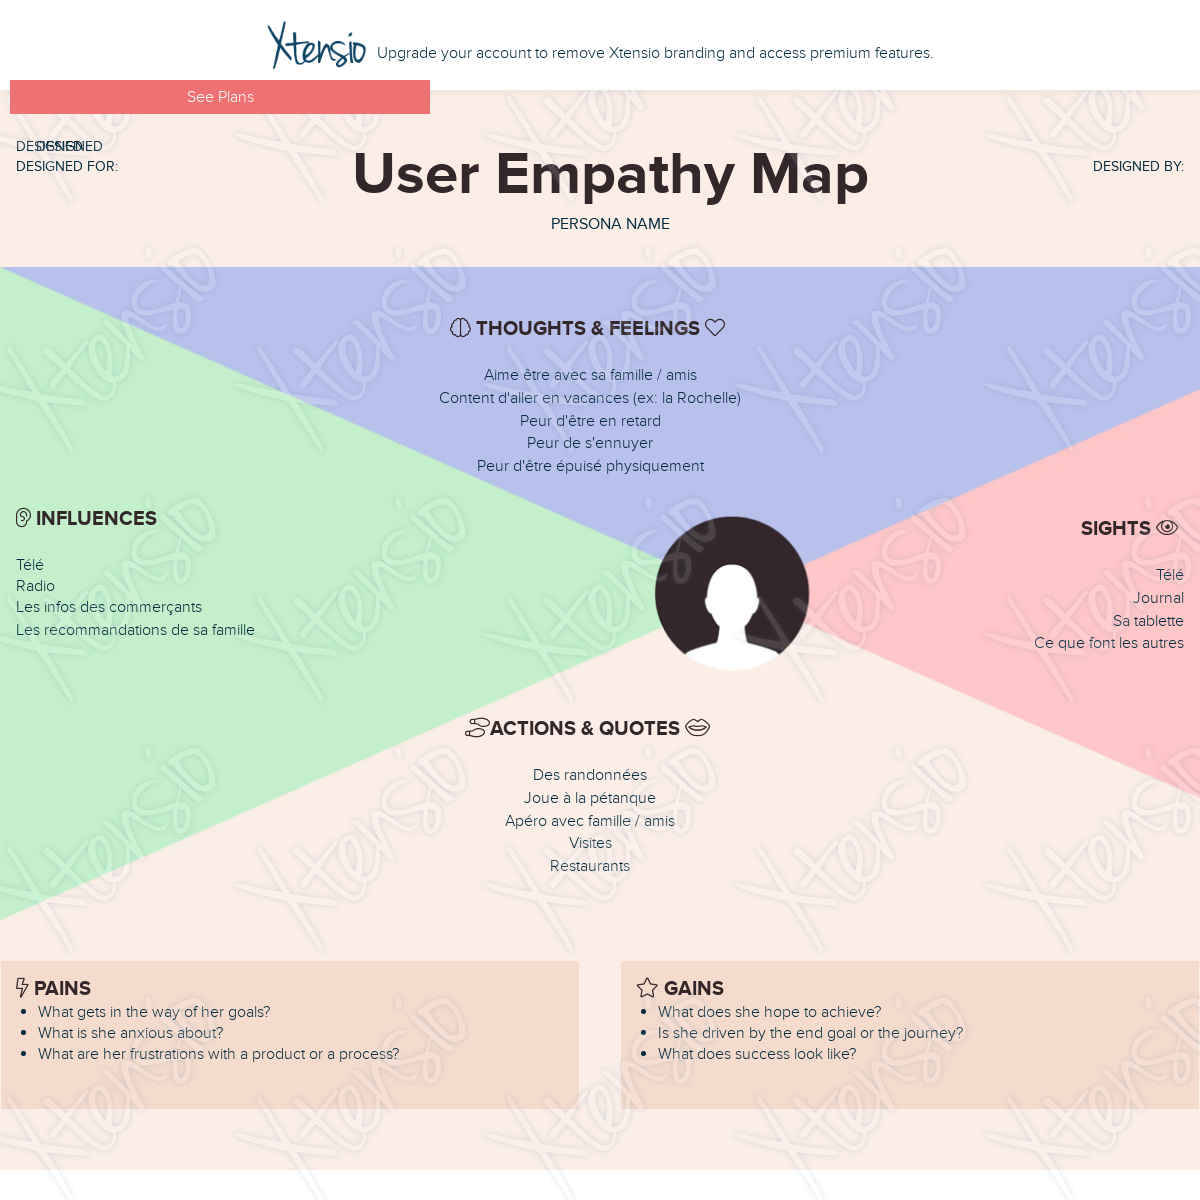 Xtensio Upgrade your account to remove Xtensio branding and access premium features.
See Plans
DESIGNED DESIGNED
DESIGNED FOR:
User Empathy Map
DESIGNED BY:
PERSONA NAME
THOUGHTS & FEELINGS
Aime être avec sa famille / amis
Content d'aller en vacances (ex: la Rochelle)
Peur d'être en retard
Peur de s'ennuyer
Peur d'être épuisé physiquement
INFLUENCES
Télé
Radio
Les infos des commerçants
Les recommandations de sa famille
SIGHTS
Télé
Journal
Sa tablette
Ce que font les autres
ACTIONS & QUOTES
Des randonnées
Joue à la pétanque
Apéro avec famille / amis
Visites
Restaurants
PAINS
What gets in the way of her goals?
What is she anxious about?
What are her frustrations with a product or a process?
GAINS
What does she hope to achieve?
Is she driven by the end goal or the journey?
What does success look like?